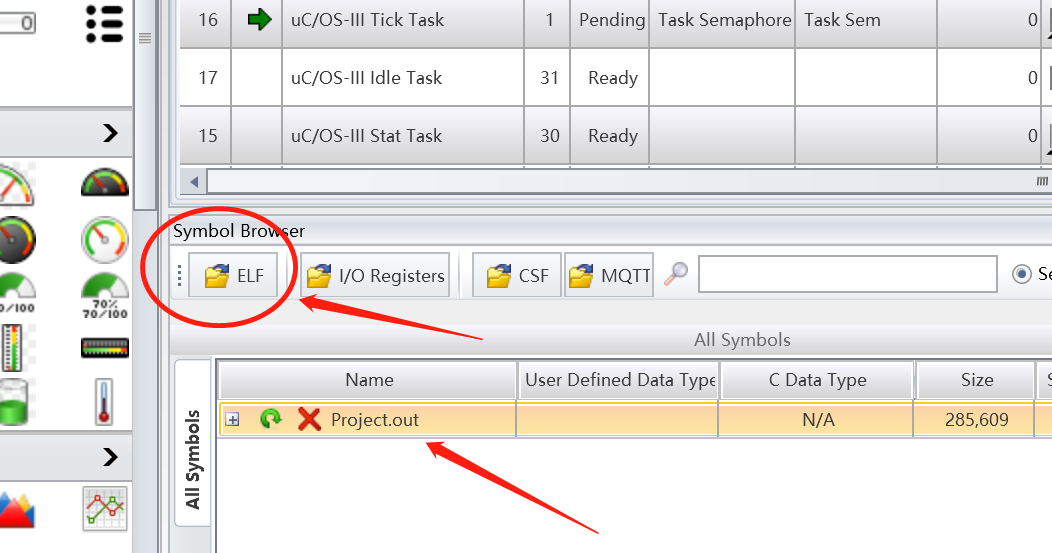 0
16 uC/OS-III Tick Task 1 Pending Task Semaphore Task Sem 0
17 uC/OS-III Idle Task 31 Ready 0
15 uC/OS-III Stat Task 30 Ready 0
Symbol Browser
ELF I/O Registers CSF MQTT
70%
70/100
All Symbols
Name User Defined Data Type C Data Type Size
Project.out N/A 285,609
All Symbols